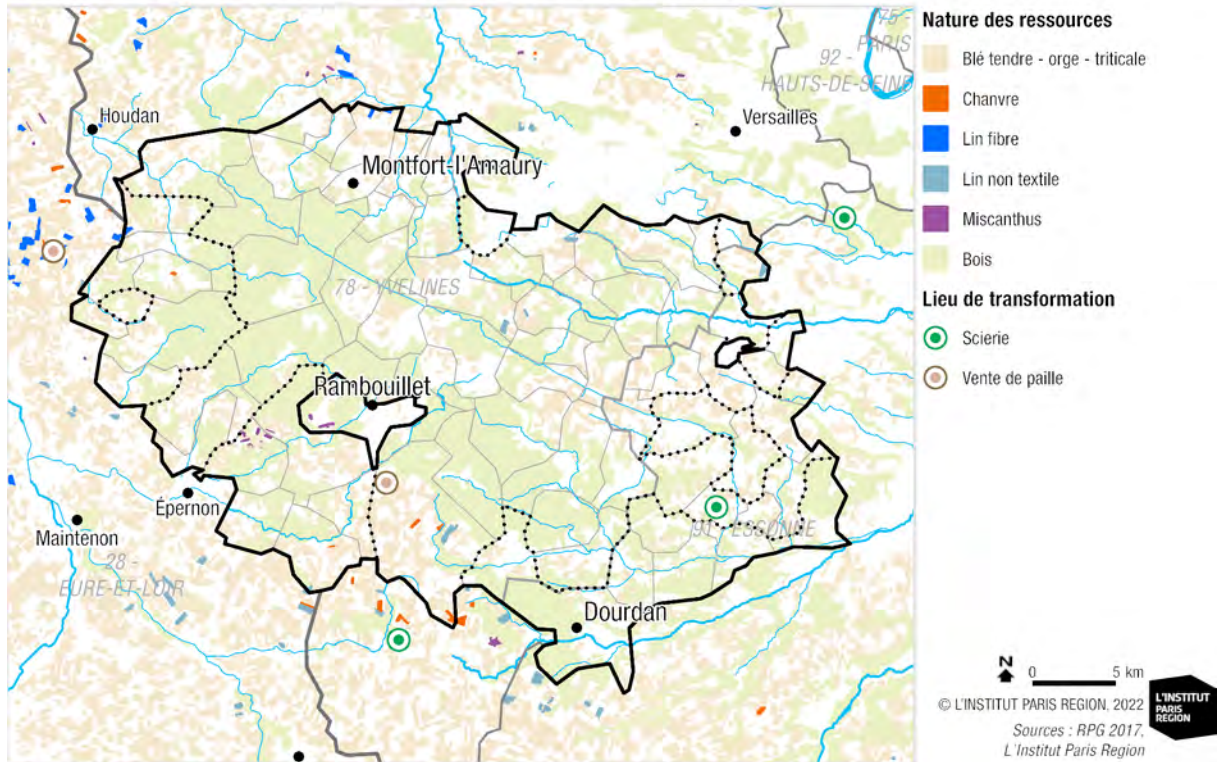 75 -
PARIS
92 -
HAUTS-DE-SEINE
Houdan
Versailles
Montfort-l'Amaury
78 - YVELINES
Rambouillet
Épernon
Maintenon
28 -
EURE-ET-LOIR
91 - ESSONNE
Dourdan
Nature des ressources
Blé tendre - orge - triticale
Chanvre
Lin fibre
Lin non textile
Miscanthus
Bois
Lieu de transformation
Scierie
Vente de paille
N
0
5 km
© L'INSTITUT PARIS REGION, 2022
Sources : RPG 2017,
L'Institut Paris Region
L'INSTITUT
PARIS
REGION